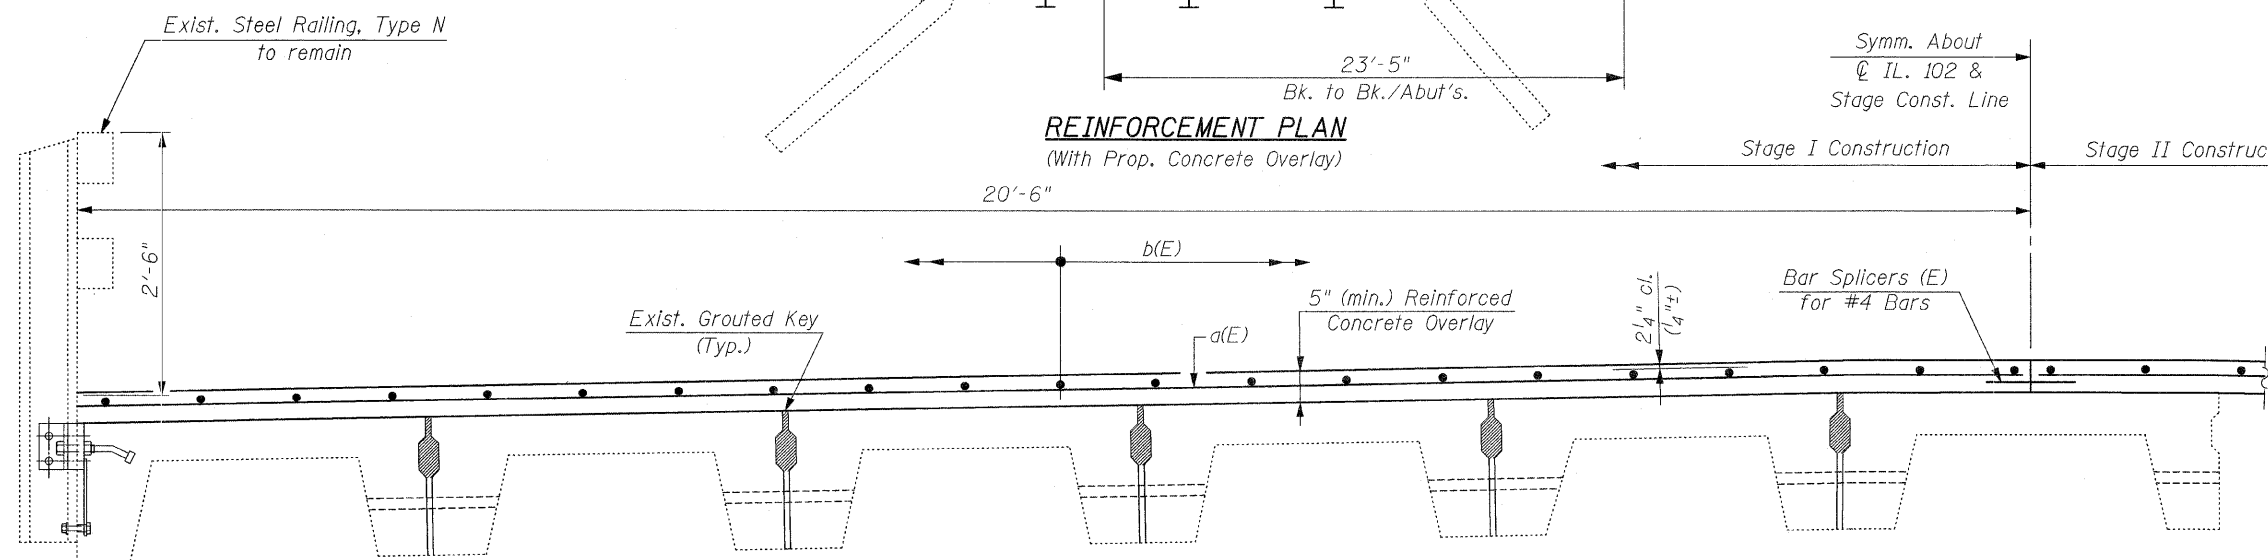 Exist. Steel Railing, Type N
to remain
23'-5"
Bk. to Bk./Abut's.
REINFORCEMENT PLAN
(With Prop. Concrete Overlay)
Symm. About
℄ IL. 102 &
Stage Const. Line
Stage I Construction
Stage II Construc
20'-6"
2'-6"
b(E)
Exist. Grouted Key
(Typ.)
5" (min.) Reinforced
Concrete Overlay
a(E)
2¼" cl.
(¼"±)
Bar Splicers (E)
for #4 Bars